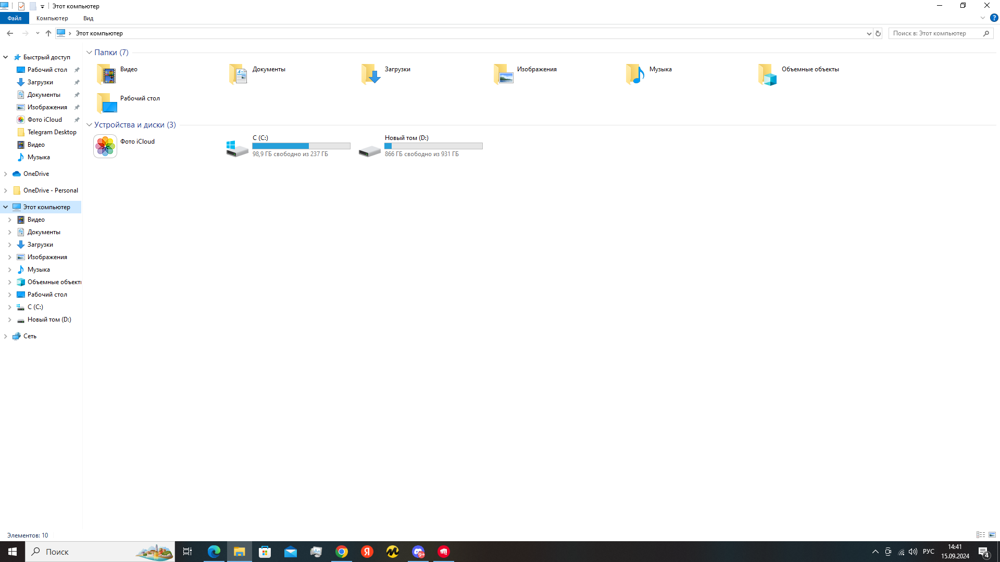 Этот компьютер
Файл
Компьютер
Вид
?
Этот компьютер
Поиск в: Этот компьютер
Быстрый доступ
Рабочий стол
Загрузки
Документы
Изображения
Фото iCloud
Telegram Desktop
Видео
Музыка
OneDrive
OneDrive - Personal
Этот компьютер
Видео
Документы
Загрузки
Изображения
Музыка
Объемные объекты
Рабочий стол
C (C:)
Новый том (D:)
Сеть
Папки (7)
Видео
Документы
Загрузки
Изображения
Музыка
Объемные объекты
Рабочий стол
Устройства и диски (3)
Фото iCloud
C (C:)
98,9 ГБ свободно из 237 ГБ
Новый том (D:)
866 ГБ свободно из 931 ГБ
Элементов: 10
Поиск
Я
9+
РУС
14:41
15.09.2024
4